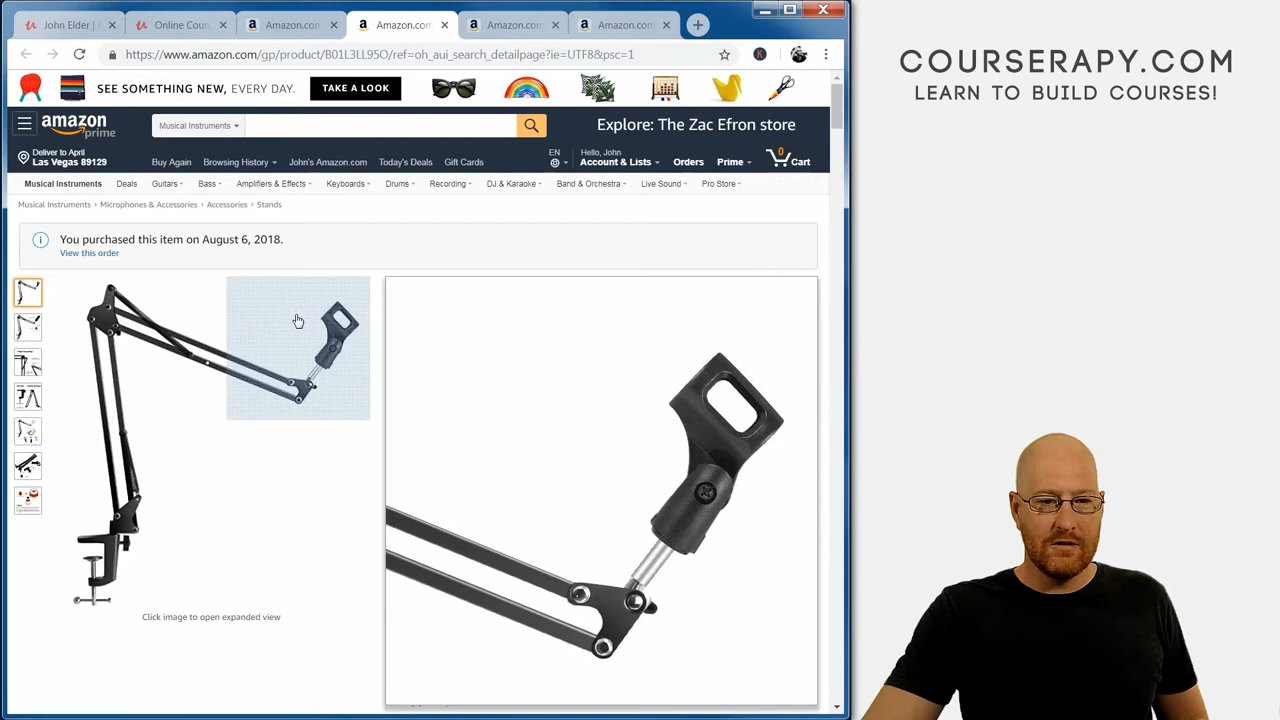 John Elder
Online Cour
Amazon.com
Amazon.com
Amazon.com
Amazon.com
https://www.amazon.com/gp/product/B01L3LL95O/ref=oh_aui_search_detailpage?ie=UTF8&psc=1
K
COURSERAPY.COM
LEARN TO BUILD COURSES!
SEE SOMETHING NEW, EVERY DAY.
TAKE A LOOK
amazon
prime
Musical Instruments
Explore: The Zac Efron store
Deliver to April
Las Vegas 89129
Buy Again
Browsing History
John's Amazon.com
Today's Deals
Gift Cards
EN
Hello, John
Account & Lists
Orders
Prime
0
Cart
Musical Instruments
Deals
Guitars
Bass
Amplifiers & Effects
Keyboards
Drums
Recording
DJ & Karaoke
Band & Orchestra
Live Sound
Pro Store
Musical Instruments › Microphones & Accessories › Accessories › Stands
You purchased this item on August 6, 2018.
View this order
Click image to open expanded view